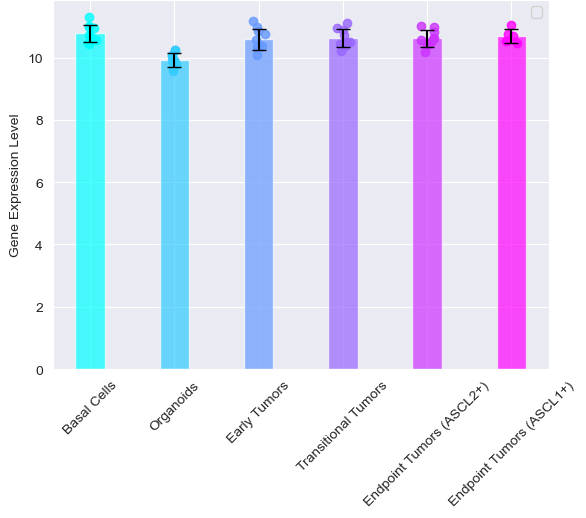 Gene Expression Level
10
8
6
4
2
0
Basal Cells
Organoids
Early Tumors
Transitional Tumors
Endpoint Tumors (ASCL2+)
Endpoint Tumors (ASCL1+)